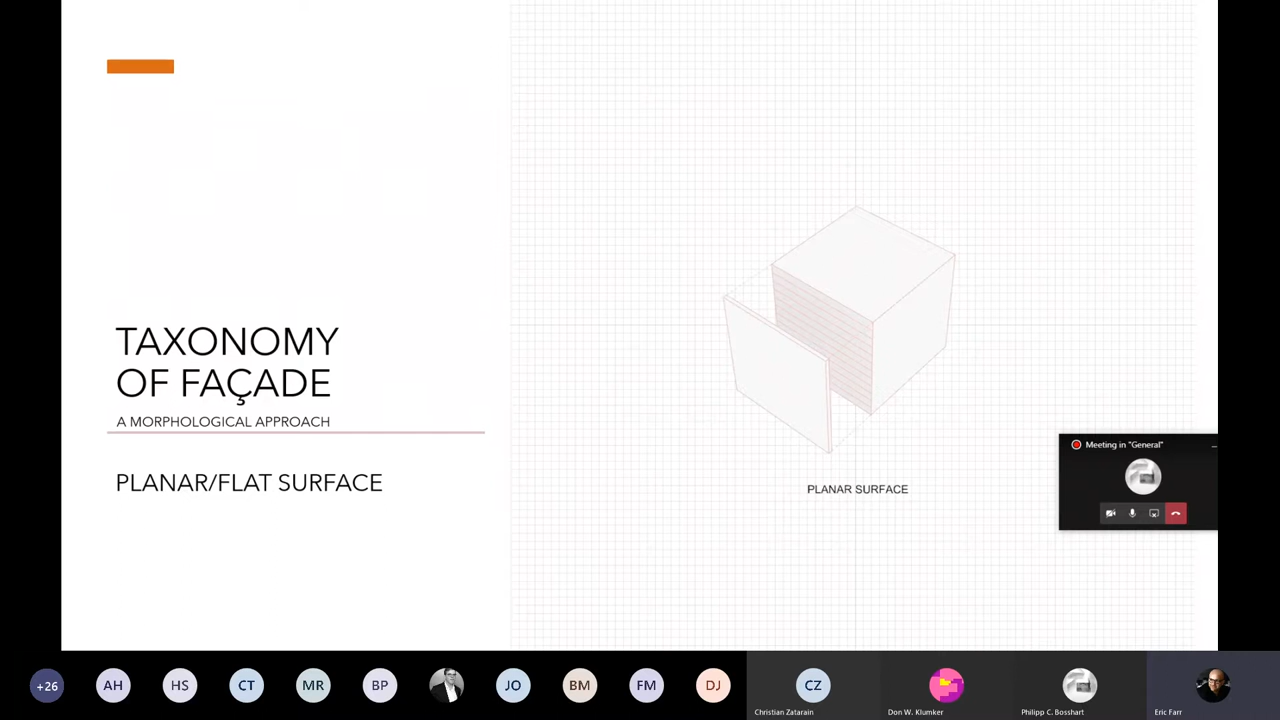 TAXONOMY
OF FAÇADE
A MORPHOLOGICAL APPROACH
PLANAR/FLAT SURFACE
PLANAR SURFACE
Meeting in "General"
+26
AH
HS
CT
MR
BP
JO
BM
FM
DJ
CZ
Christian Zatarain
Don W. Klumker
Philipp C. Bosshart
Eric Farr